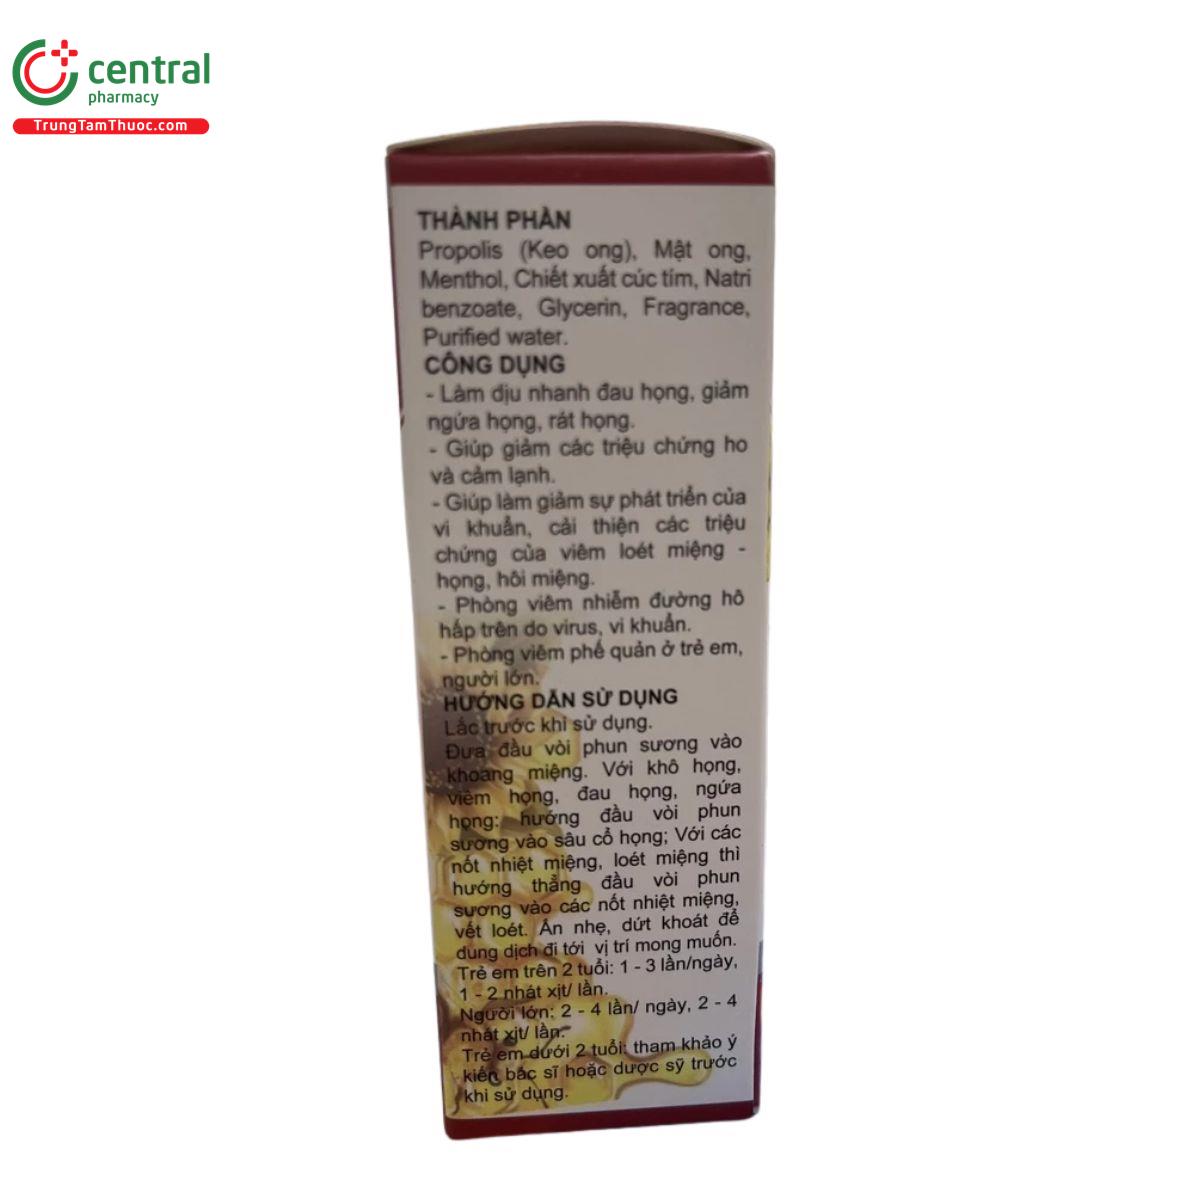 central
pharmacy
TrungTamThuoc.com
THÀNH PHẦN
Propolis (Keo ong), Mật ong,
Menthol, Chiết xuất cúc tím, Natri
benzoate, Glycerin, Fragrance,
Purified water.
CÔNG DỤNG
- Làm dịu nhanh đau họng, giảm
ngứa họng, rát họng.
- Giúp giảm các triệu chứng ho
và cảm lạnh.
- Giúp làm giảm sự phát triển của
vi khuẩn, cải thiện các triệu
chứng của viêm loét miệng -
họng, hôi miệng.
- Phòng viêm nhiễm đường hô
hấp trên do virus, vi khuẩn.
- Phòng viêm phế quản ở trẻ em,
người lớn.
HƯỚNG DẪN SỬ DỤNG
Lắc trước khi sử dụng.
Đưa đầu vòi phun sương vào
khoang miệng. Với khô họng,
viêm họng, đau họng, ngứa
họng: hướng đầu vòi phun
sương vào sâu cổ họng; Với các
nốt nhiệt miệng, loét miệng thì
hướng thẳng đầu vòi phun
sương vào các nốt nhiệt miệng,
vết loét. Ấn nhẹ, dứt khoát để
dung dịch đi tới vị trí mong muốn.
Trẻ em trên 2 tuổi: 1 - 3 lần/ngày,
1 - 2 nhát xịt/ lần.
Người lớn: 2 - 4 lần/ ngày, 2 - 4
nhát xịt/ lần.
Trẻ em dưới 2 tuổi: tham khảo ý
kiến bác sĩ hoặc dược sỹ trước
khi sử dụng.